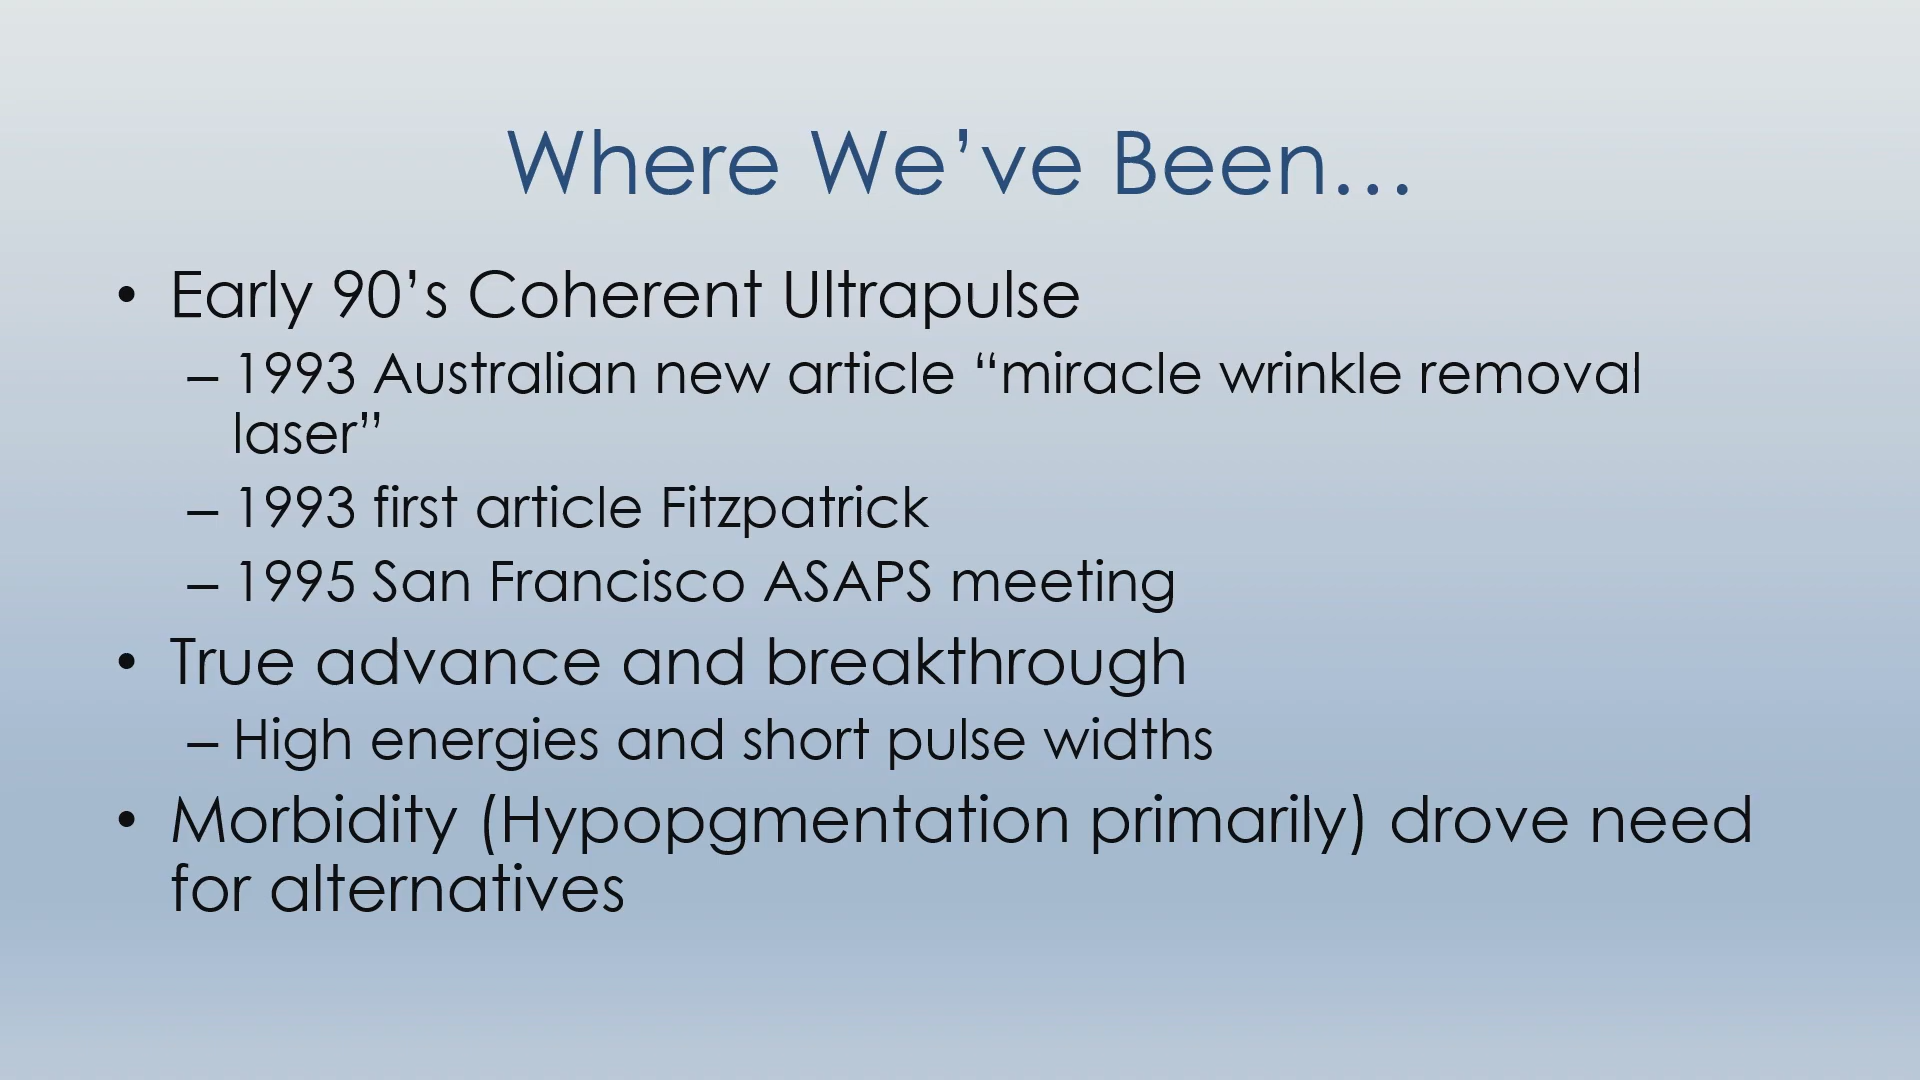 Where We’ve Been…
• Early 90’s Coherent Ultrapulse
– 1993 Australian new article “miracle wrinkle removal
laser”
– 1993 first article Fitzpatrick
– 1995 San Francisco ASAPS meeting
• True advance and breakthrough
– High energies and short pulse widths
• Morbidity (Hypopgmentation primarily) drove need
for alternatives